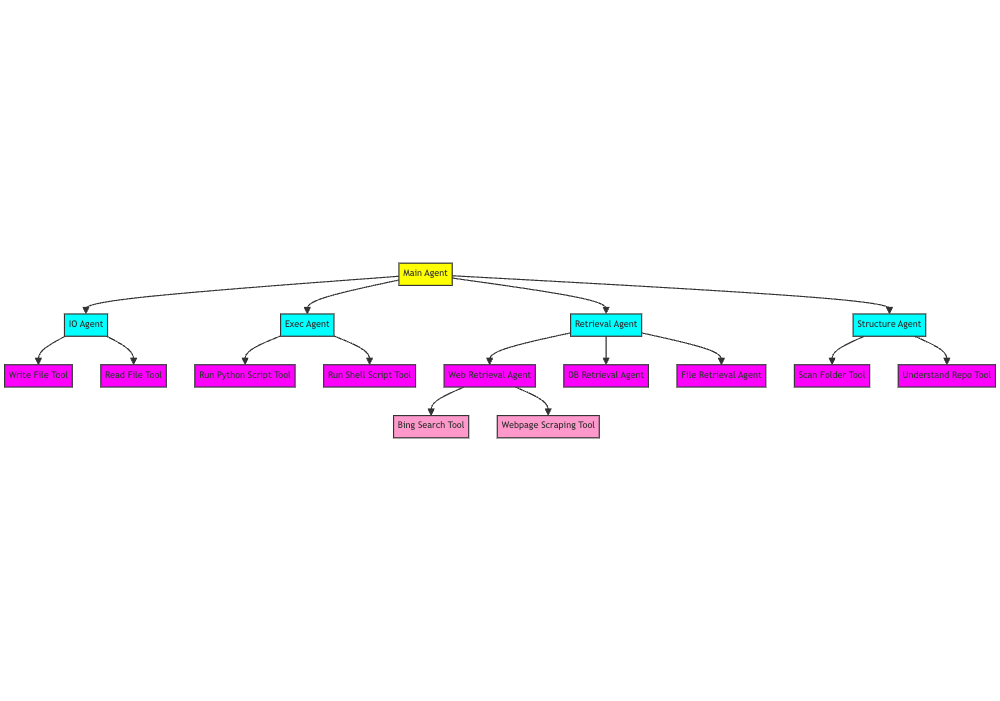 Main Agent
IO Agent
Exec Agent
Retrieval Agent
Structure Agent
Write File Tool
Read File Tool
Run Python Script Tool
Run Shell Script Tool
Web Retrieval Agent
DB Retrieval Agent
File Retrieval Agent
Scan Folder Tool
Understand Repo Tool
Bing Search Tool
Webpage Scraping Tool